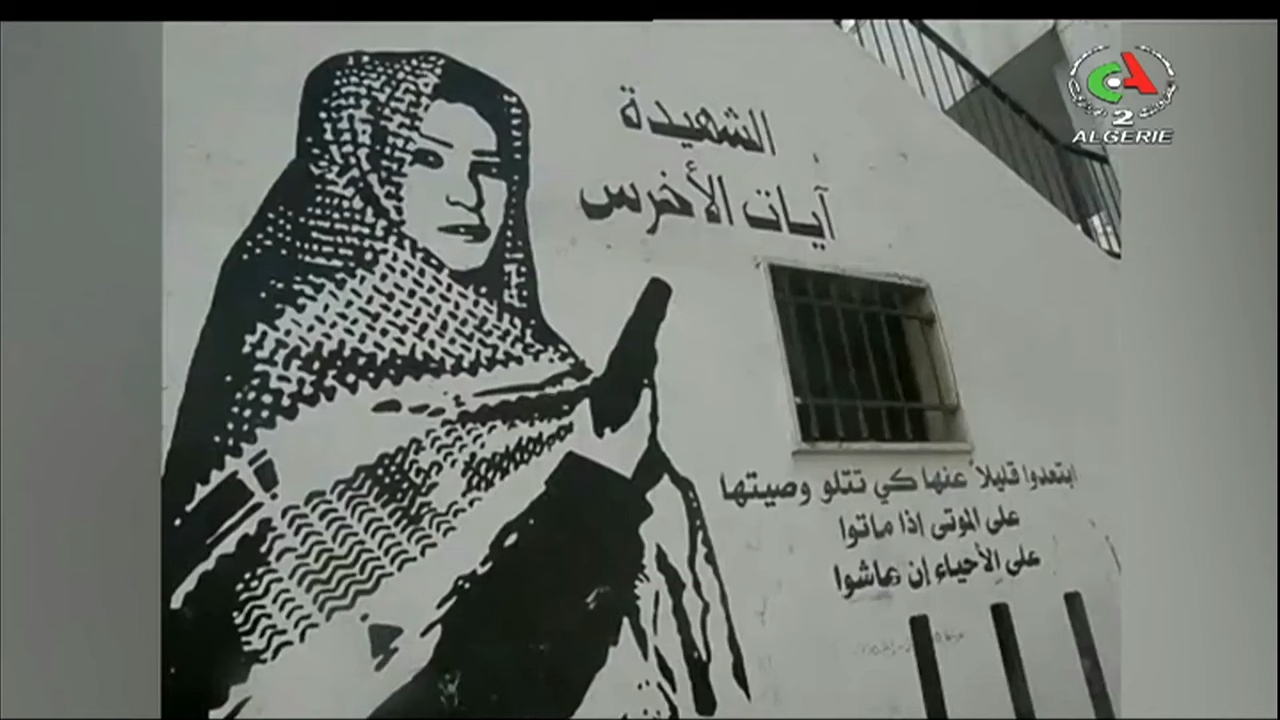 الشهيدة
آيات الأخرس
ابتعدوا قليلاً عنها كي تتلو وصيتها
على الموتى إذا ماتوا
على الأحياء إن عاشوا
2
ALGERIE